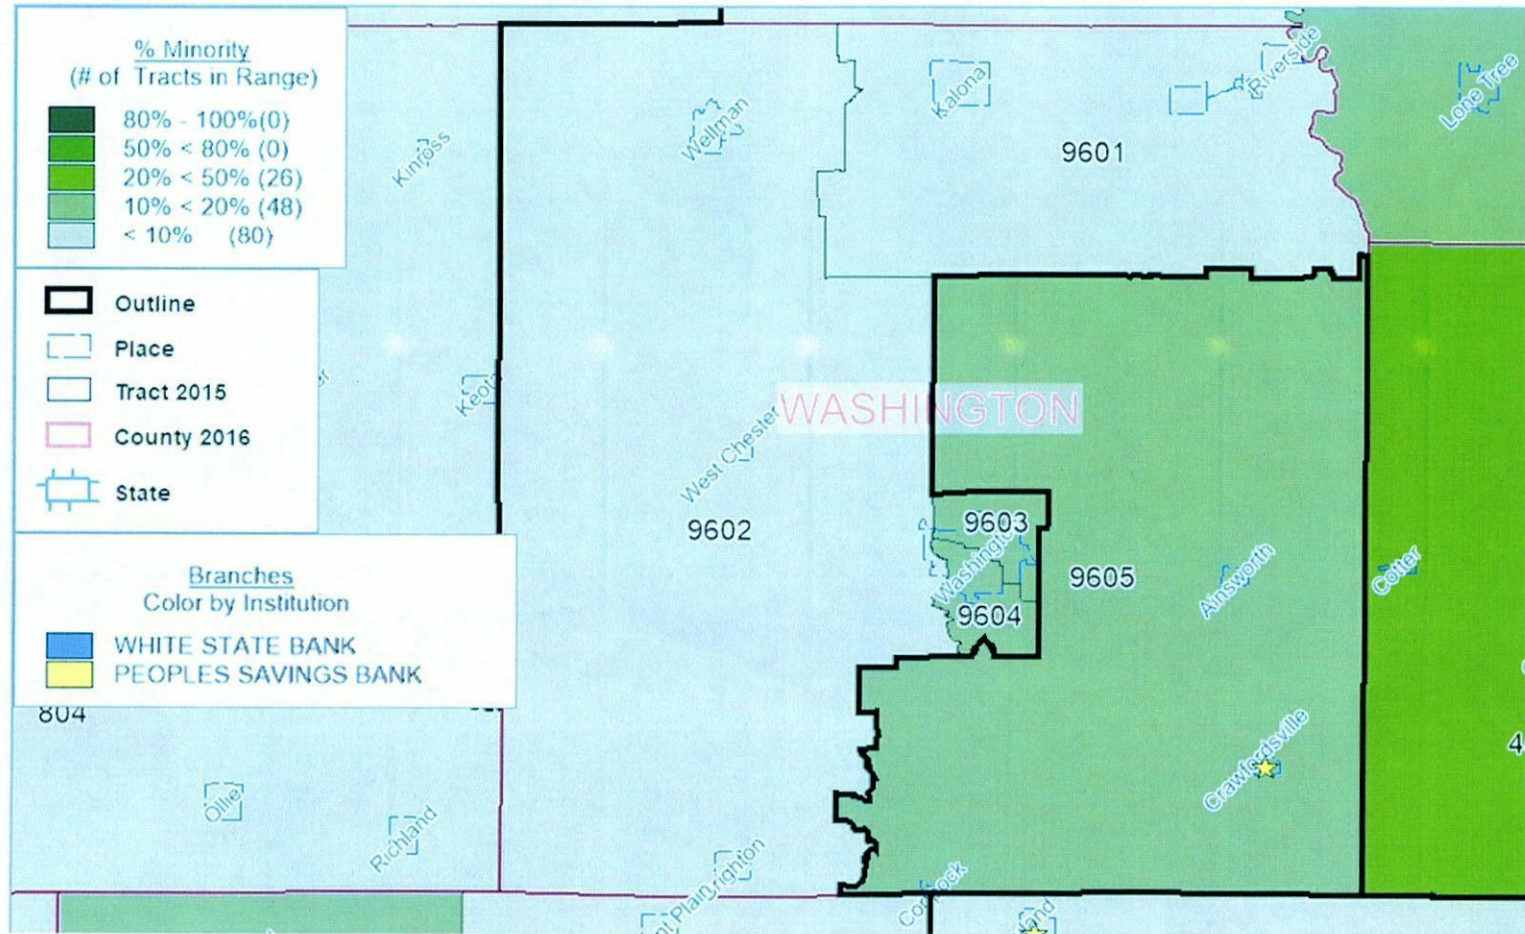 % Minority
(# of Tracts in Range)
80% - 100%(0)
50% < 80% (0)
20% < 50% (26)
10% < 20% (48)
< 10% (80)
Outline
Place
Tract 2015
County 2016
State
Branches
Color by Institution
WHITE STATE BANK
PEOPLES SAVINGS BANK
Kinross
Wellman
Kalona
Riverside
Lone Tree
9601
WASHINGTON
West Chester
9602
9603
Washington
9604
9605
Ainsworth
Cotter
Crawfordsville
804
Ollie
Richland